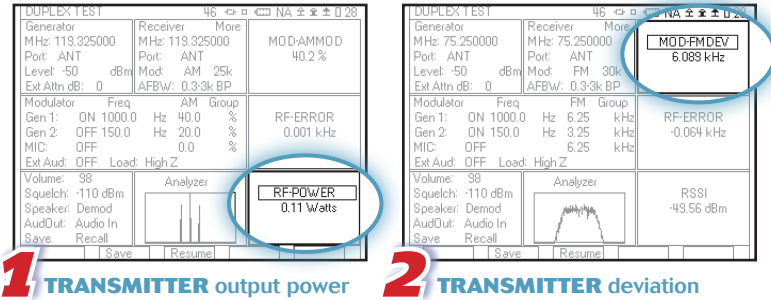 DUPLEX TEST 46 NA 28
Generator
MHz: 119.325000
Port: ANT
Level: -50 dBm
Ext Attn dB: 0
Receiver More
MHz: 119.325000
Port: ANT
Mod: AM 25k
AFBW: 0.3-3k BP
MOD-AMMOD
40.2 %
Modulator Freq AM Group
Gen 1: ON 1000.0 Hz 40.0 %
Gen 2: OFF 150.0 Hz 20.0 %
MIC: OFF 0.0 %
Ext Aud: OFF Load: High Z
RF-ERROR
0.001 kHz
Volume: 98
Squelch: -110 dBm
Speaker: Demod
AudOut: Audio In
Save Recall
Analyzer
RF-POWER
0.11 Watts
Save Resume
1 TRANSMITTER output power
DUPLEX TEST 46 NA 28
Generator
MHz: 75.250000
Port: ANT
Level: -50 dBm
Ext Attn dB: 0
Receiver More
MHz: 75.250000
Port: ANT
Mod: FM 30k
AFBW: 0.3-3k BP
MOD-FMDEV
6.089 kHz
Modulator Freq FM Group
Gen 1: ON 1000.0 Hz 6.25 kHz
Gen 2: ON 150.0 Hz 3.25 kHz
MIC: OFF 6.25 kHz
Ext Aud: OFF Load: High Z
RF-ERROR
-0.064 kHz
Volume: 98
Squelch: -110 dBm
Speaker: Demod
AudOut: Audio In
Save Recall
Analyzer
RSSI
-49.56 dBm
Save Resume
2 TRANSMITTER deviation